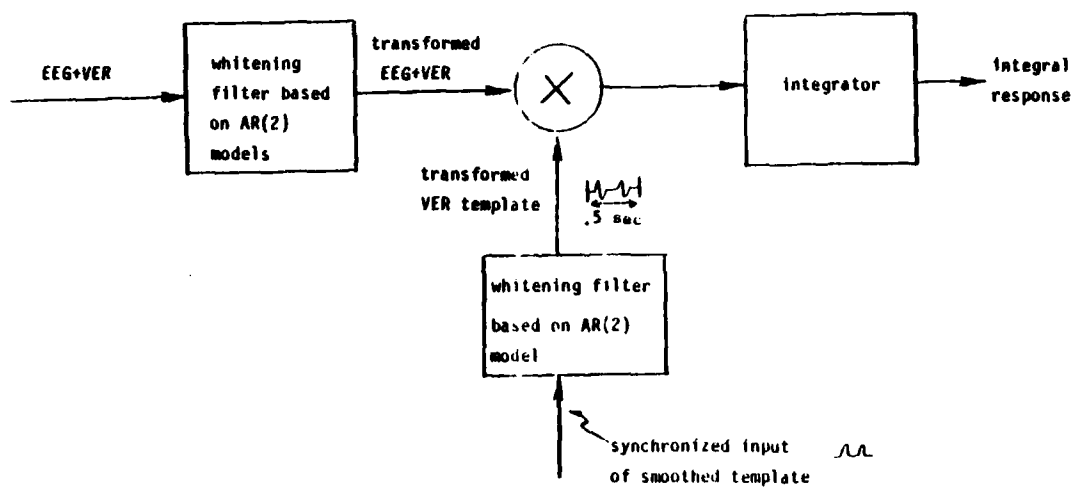 EEG+VER
whitening
filter based
on AR(2)
models
transformed
EEG+VER
integrator
integral
response
transformed
VER template
.5 sec
whitening filter
based on AR(2)
model
synchronized input
of smoothed template